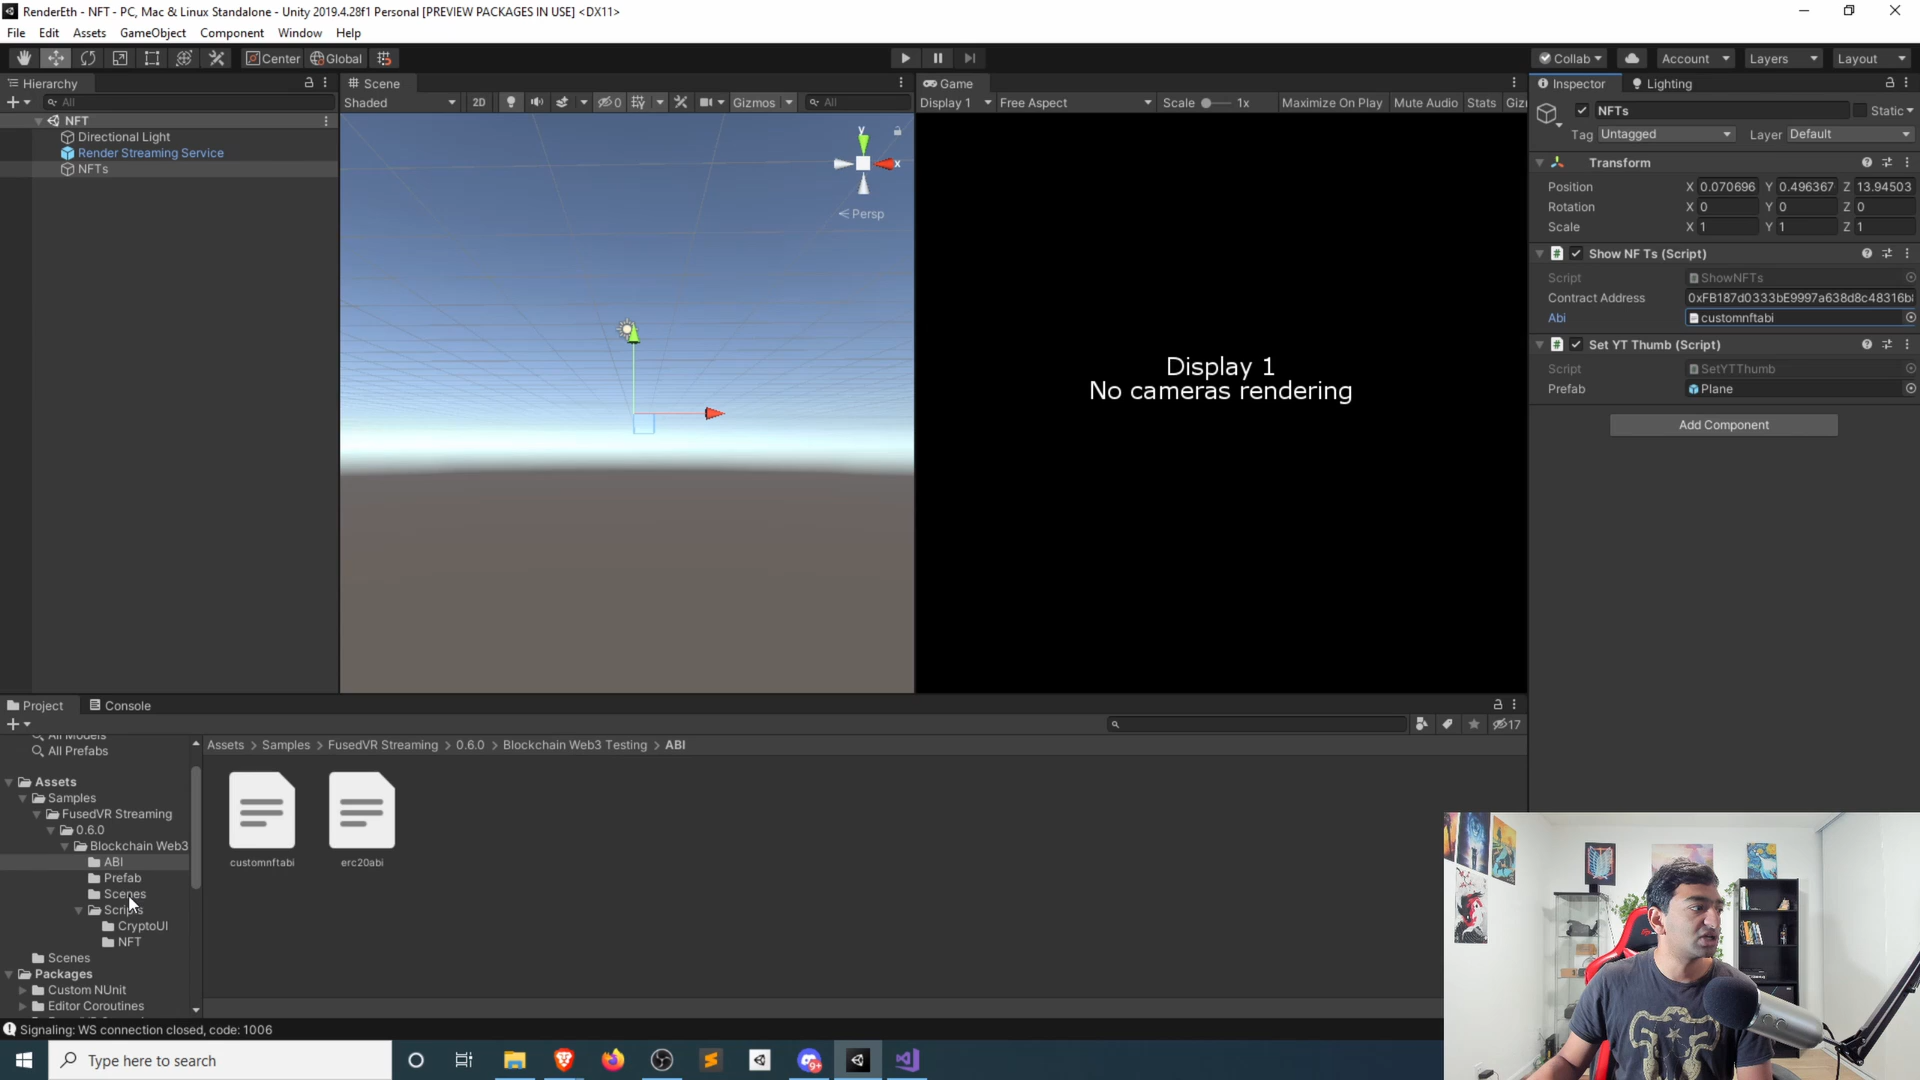 RenderEth - NFT - PC, Mac & Linux Standalone - Unity 2019.4.28f1 Personal [PREVIEW PACKAGES IN USE] <DX11>
File Edit Assets GameObject Component Window Help
Center Global Collab Account Layers Layout
Hierarchy
All
NFT
Directional Light
Render Streaming Service
NFTs
Scene
Shaded 2D 0 Gizmos All
y
x
Persp
Game
Display 1 Free Aspect Scale 1x Maximize On Play Mute Audio Stats Giz
Display 1
No cameras rendering
Inspector Lighting
NFTs Static
Tag Untagged Layer Default
Transform
Position X 0.070696 Y 0.496367 Z 13.94503
Rotation X 0 Y 0 Z 0
Scale X 1 Y 1 Z 1
Show NF Ts (Script)
Script ShowNFTs
Contract Address 0xFB187d0333bE9997a638d8c48316b
Abi customnftabi
Set YT Thumb (Script)
Script SetYTThumb
Prefab Plane
Add Component
Project Console
17
All Models
All Prefabs
Assets
Samples
FusedVR Streaming
0.6.0
Blockchain Web3
ABI
Prefab
Scenes
Scripts
CryptoUI
NFT
Scenes
Packages
Custom NUnit
Editor Coroutines
Assets > Samples > FusedVR Streaming > 0.6.0 > Blockchain Web3 Testing > ABI
customnftabi erc20abi
Signaling: WS connection closed, code: 1006
Type here to search
9+